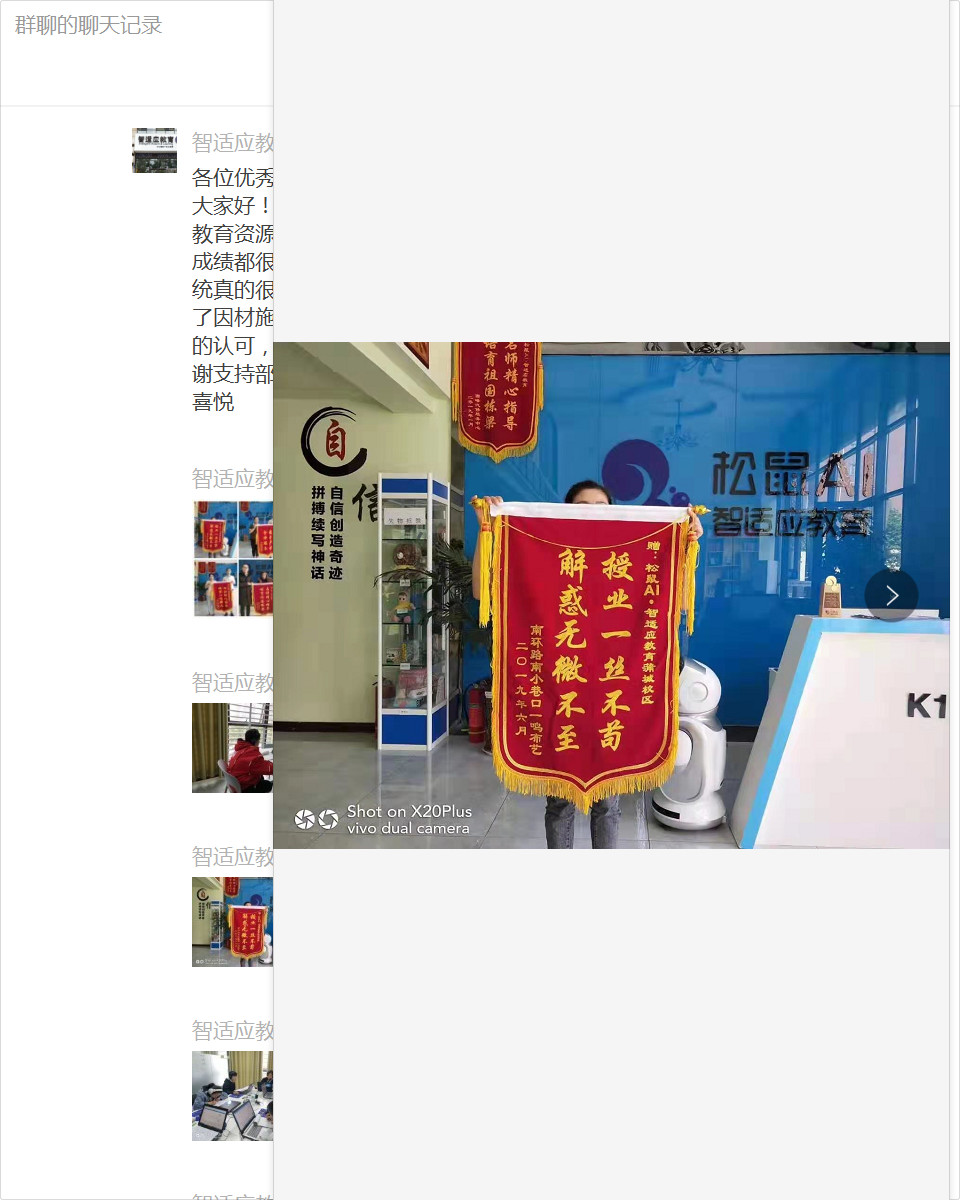 群聊的聊天记录
智适应教
各位优秀
大家好！
教育资源
成绩都很
统真的很
了因材施
的认可，
谢支持部
喜悦
智适应教
智适应教
智适应教
智适应教
智适应教
名师精心指导
培育祖国栋梁
自
信
自信创造奇迹
拼搏续写神话
松鼠AI
智适应教育
赠：松鼠AI·智适应教育蒲城校区
授业一丝不苟
解惑无微不至
南环路南小巷口一鸣布艺
二〇一九年六月
K1
Shot on X20Plus
vivo dual camera